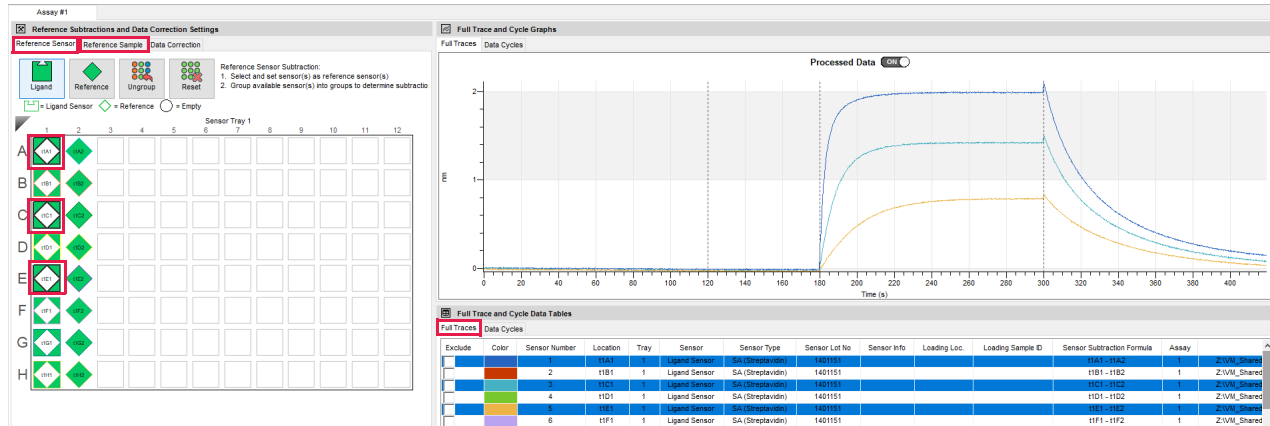 Assay #1
Reference Subtractions and Data Correction Settings
Reference Sensor Reference Sample Data Correction
Ligand Reference Ungroup Reset
Reference Sensor Subtraction:
1. Select and set sensor(s) as reference sensor(s)
2. Group available sensor(s) into groups to determine subtractio
= Ligand Sensor = Reference = Empty
Sensor Tray 1
1 2 3 4 5 6 7 8 9 10 11 12
A t1A1 t1A2
B t1B1 t1B2
C t1C1 t1C2
D t1D1 t1D2
E t1E1 t1E2
F t1F1 t1F2
G t1G1 t1G2
H t1H1 t1H2
Full Trace and Cycle Graphs
Full Traces Data Cycles
Processed Data ON
2
1
0
nm
0 20 40 60 80 100 120 140 160 180 200 220 240 260 280 300 320 340 360 380 400
Time (s)
Full Trace and Cycle Data Tables
Full Traces Data Cycles
Exclude Color Sensor Number Location Tray Sensor Sensor Type Sensor Lot No Sensor Info Loading Loc. Loading Sample ID Sensor Subtraction Formula Assay
1 t1A1 1 Ligand Sensor SA (Streptavidin) 1401151 t1A1 - t1A2 1 Z:\VM_Shared
2 t1B1 1 Ligand Sensor SA (Streptavidin) 1401151 t1B1 - t1B2 1 Z:\VM_Shared
3 t1C1 1 Ligand Sensor SA (Streptavidin) 1401151 t1C1 - t1C2 1 Z:\VM_Shared
4 t1D1 1 Ligand Sensor SA (Streptavidin) 1401151 t1D1 - t1D2 1 Z:\VM_Shared
5 t1E1 1 Ligand Sensor SA (Streptavidin) 1401151 t1E1 - t1E2 1 Z:\VM_Shared
6 t1F1 1 Ligand Sensor SA (Streptavidin) 1401151 t1F1 - t1F2 1 Z:\VM_Shared